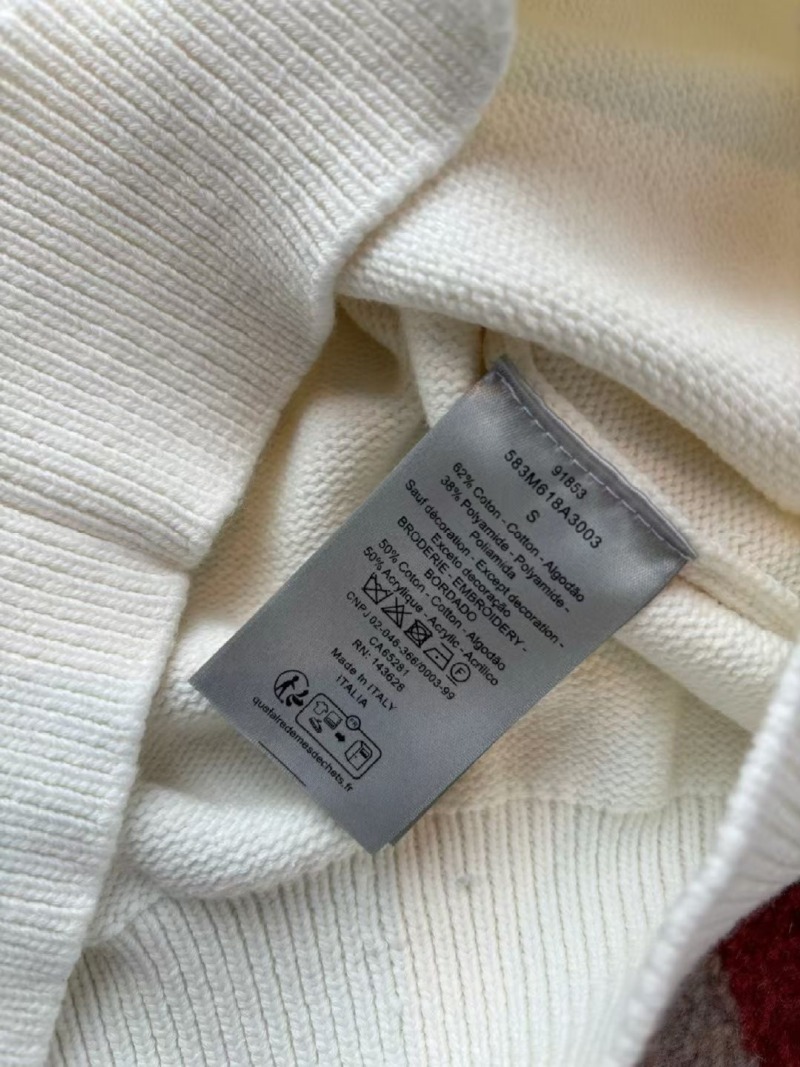 91853
583M618A3003
S
62% Coton - Cotton - Algodão
38% Polyamide - Polyamide -
Poliamida
Sauf décoration - Except decoration -
Exceto decoração
BRODERIE - EMBROIDERY -
BORDADO
50% Coton - Cotton - Algodão
50% Acrylique - Acrylic - Acrílico
F
CNPJ 02-046-366/0003-99
CA65281
RN: 143628
Made in ITALY
ITALIA
quefairedemesdechets.fr